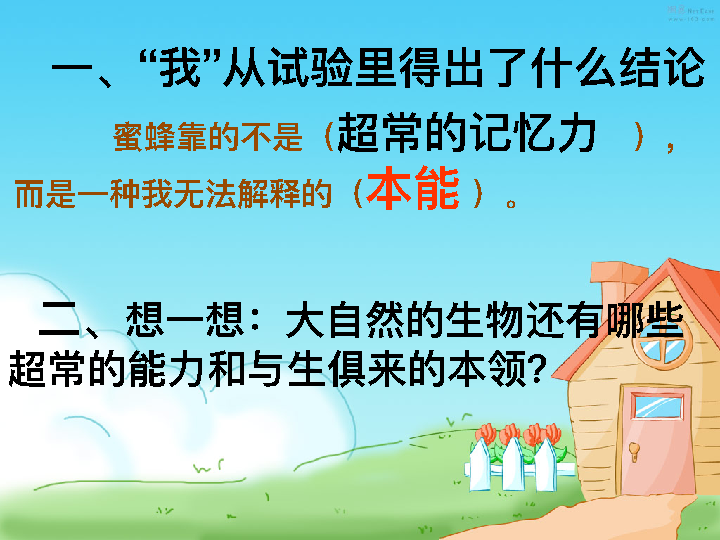 一、“我”从试验里得出了什么结论
蜜蜂靠的不是（超常的记忆力 ），
而是一种我无法解释的（本能 ）。
二、想一想：大自然的生物还有哪些
超常的能力和与生俱来的本领？